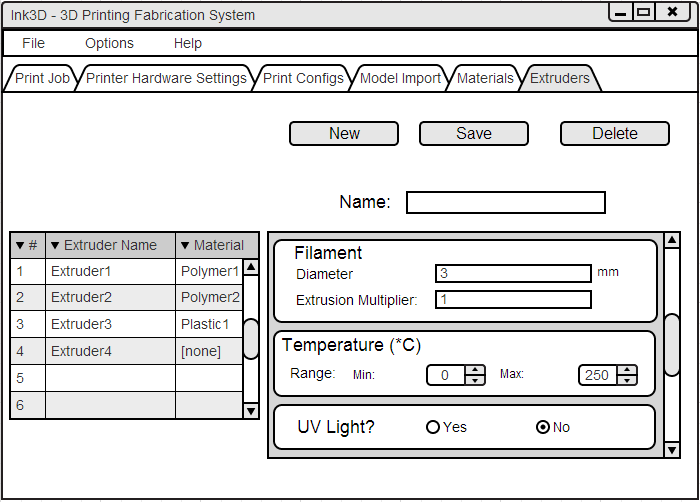 Ink3D - 3D Printing Fabrication System
File Options Help
Print Job Printer Hardware Settings Print Configs Model Import Materials Extruders
New Save Delete
Name:
# Extruder Name Material
1 Extruder1 Polymer1
2 Extruder2 Polymer2
3 Extruder3 Plastic1
4 Extruder4 [none]
5
6
Filament
Diameter 3 mm
Extrusion Multiplier: 1
Temperature (*C)
Range: Min: 0 Max: 250
UV Light? Yes No